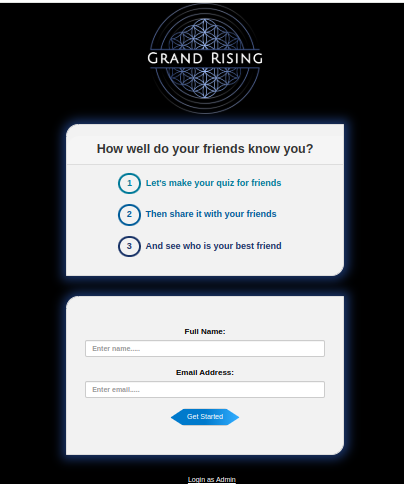 GRAND RISING
How well do your friends know you?
1 Let's make your quiz for friends
2 Then share it with your friends
3 And see who is your best friend
Full Name:
Enter name.....
Email Address:
Enter email.....
Get Started
Login as Admin